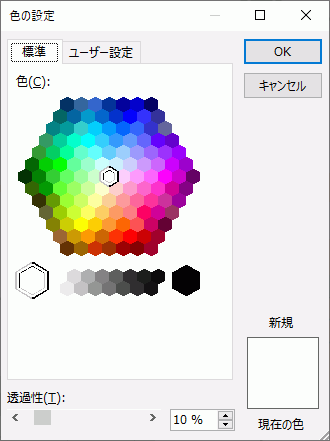 色の設定
標準
ユーザー設定
OK
キャンセル
色(C):
新規
現在の色
透過性(T):
10 %